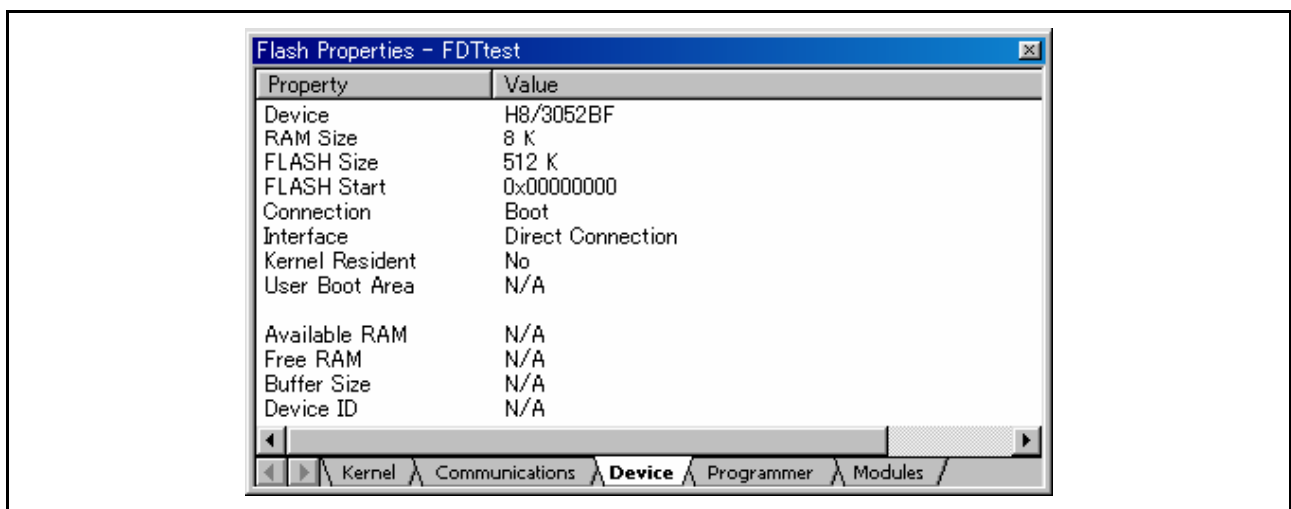 Flash Properties - FDTtest
Property Value
Device H8/3052BF
RAM Size 8 K
FLASH Size 512 K
FLASH Start 0x00000000
Connection Boot
Interface Direct Connection
Kernel Resident No
User Boot Area N/A
Available RAM N/A
Free RAM N/A
Buffer Size N/A
Device ID N/A
Kernel Communications Device Programmer Modules